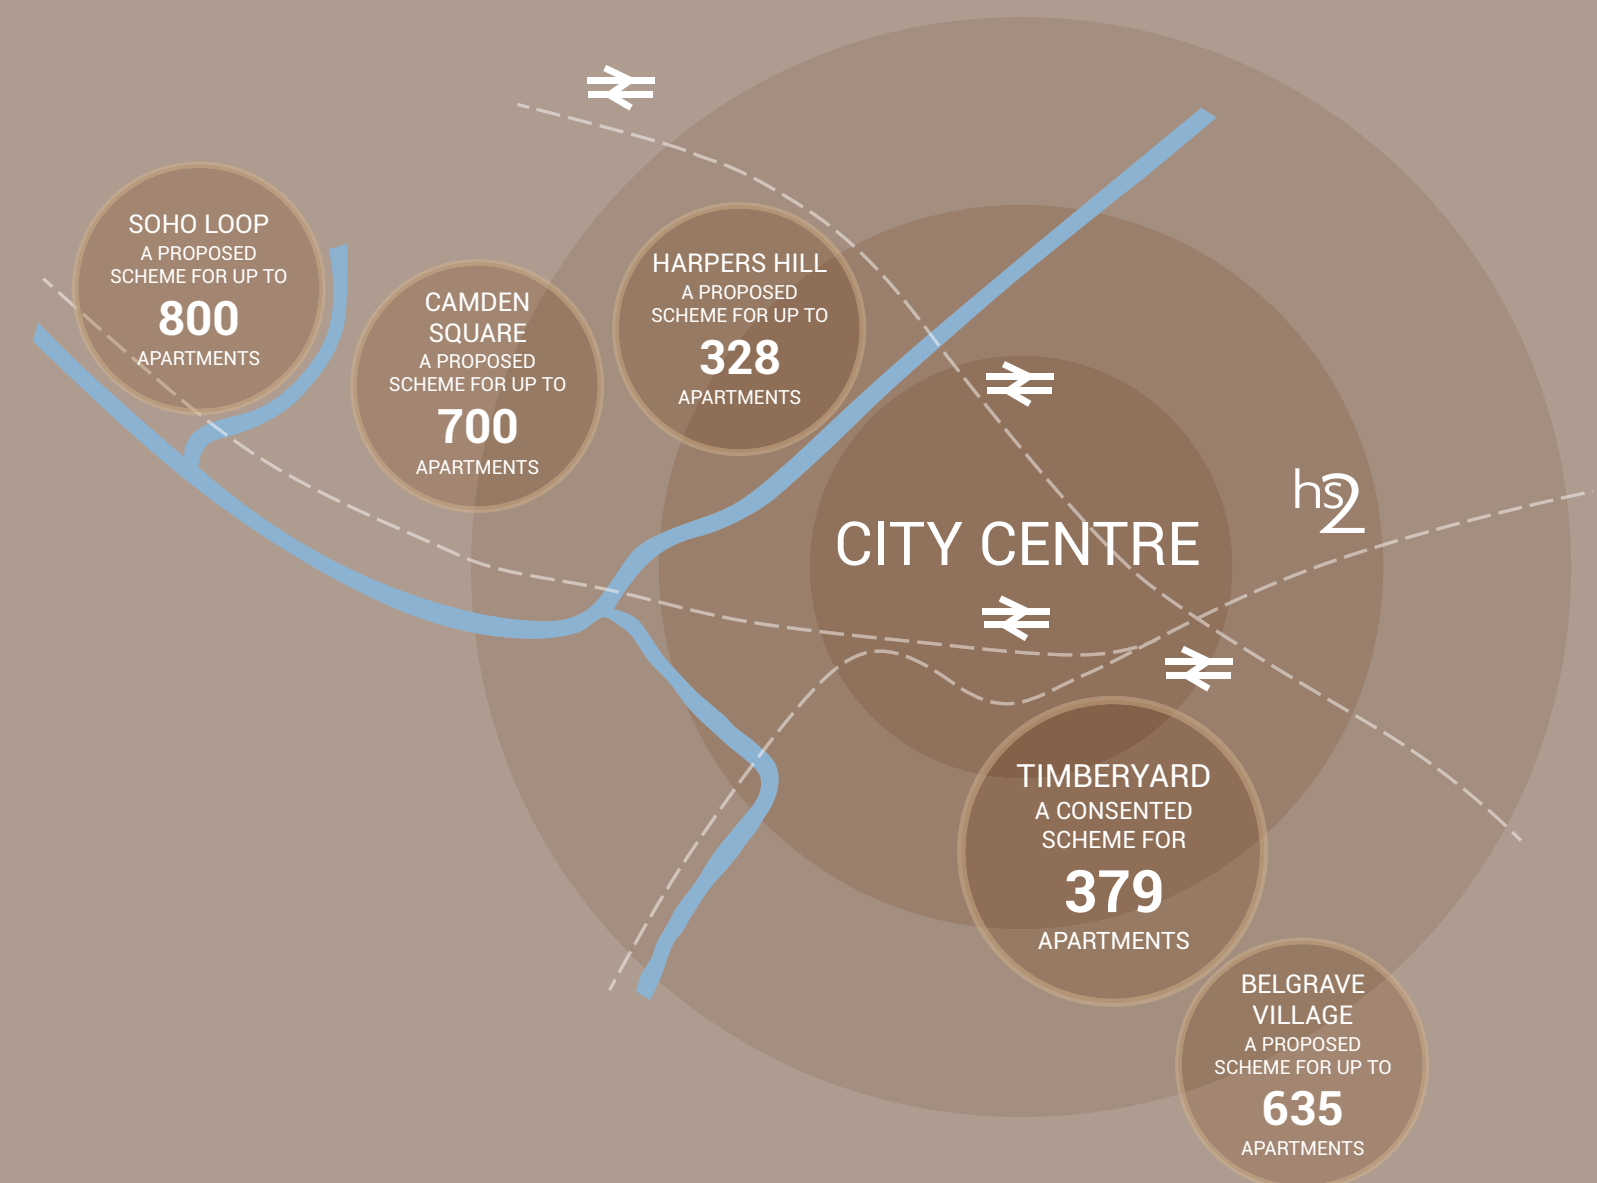 SOHO LOOP
A PROPOSED
SCHEME FOR UP TO
800
APARTMENTS
CAMDEN
SQUARE
A PROPOSED
SCHEME FOR UP TO
700
APARTMENTS
HARPERS HILL
A PROPOSED
SCHEME FOR UP TO
328
APARTMENTS
hs2
CITY CENTRE
TIMBERYARD
A CONSENTED
SCHEME FOR
379
APARTMENTS
BELGRAVE
VILLAGE
A PROPOSED
SCHEME FOR UP TO
635
APARTMENTS